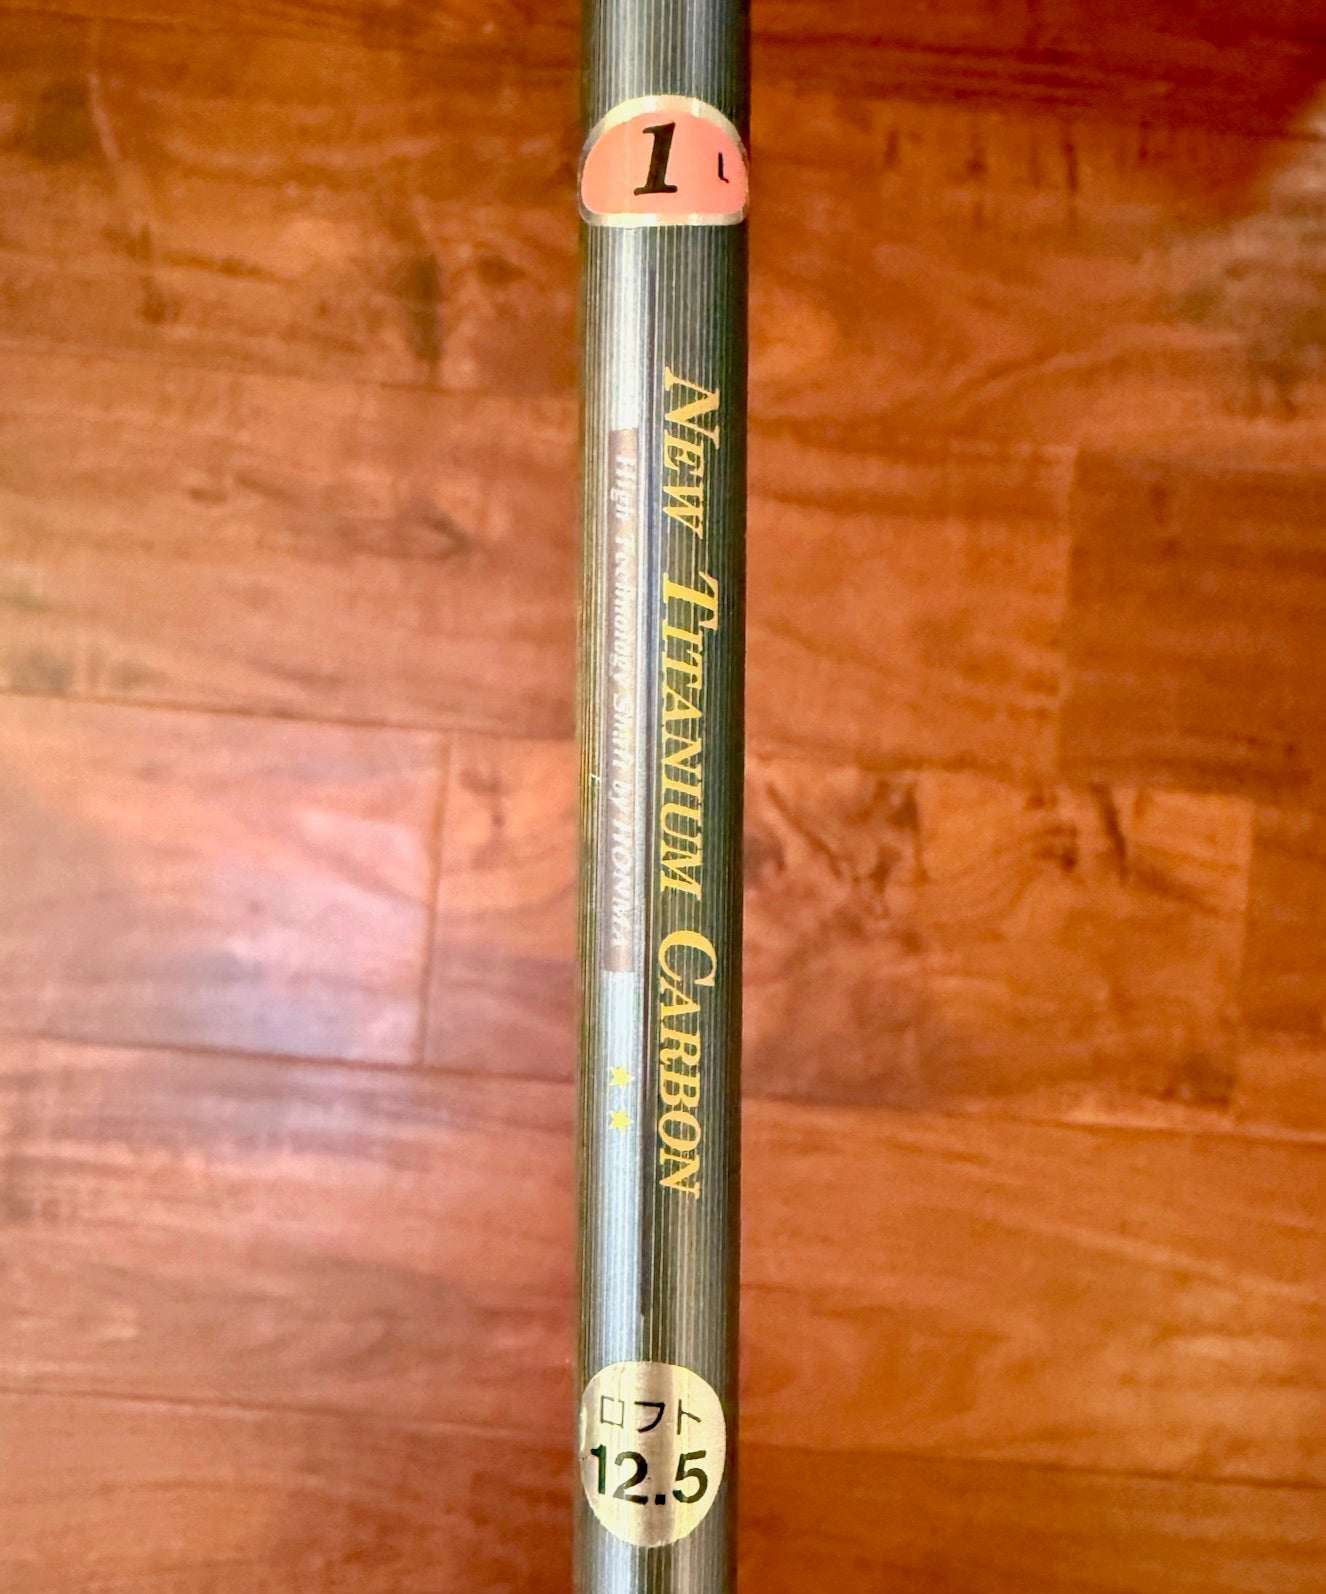 1 L
NEW TITANIUM CARBON
High Technology Shaft by HONMA
ロフト
12.5